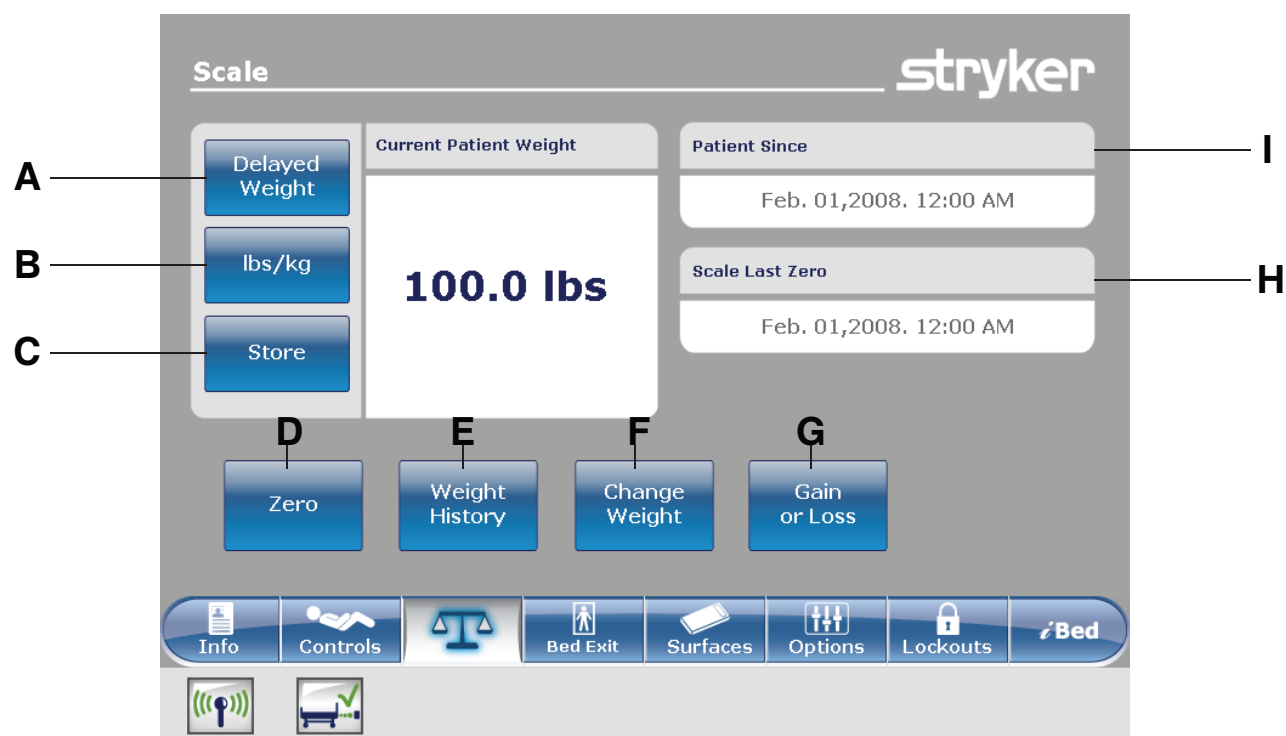 Scale
stryker
A
Delayed
Weight
B
lbs/kg
C
Store
Current Patient Weight
100.0 lbs
Patient Since
I
Feb. 01,2008. 12:00 AM
Scale Last Zero
H
Feb. 01,2008. 12:00 AM
D
E
F
G
Zero
Weight
History
Change
Weight
Gain
or Loss
Info
Controls
Bed Exit
Surfaces
Options
Lockouts
iBed